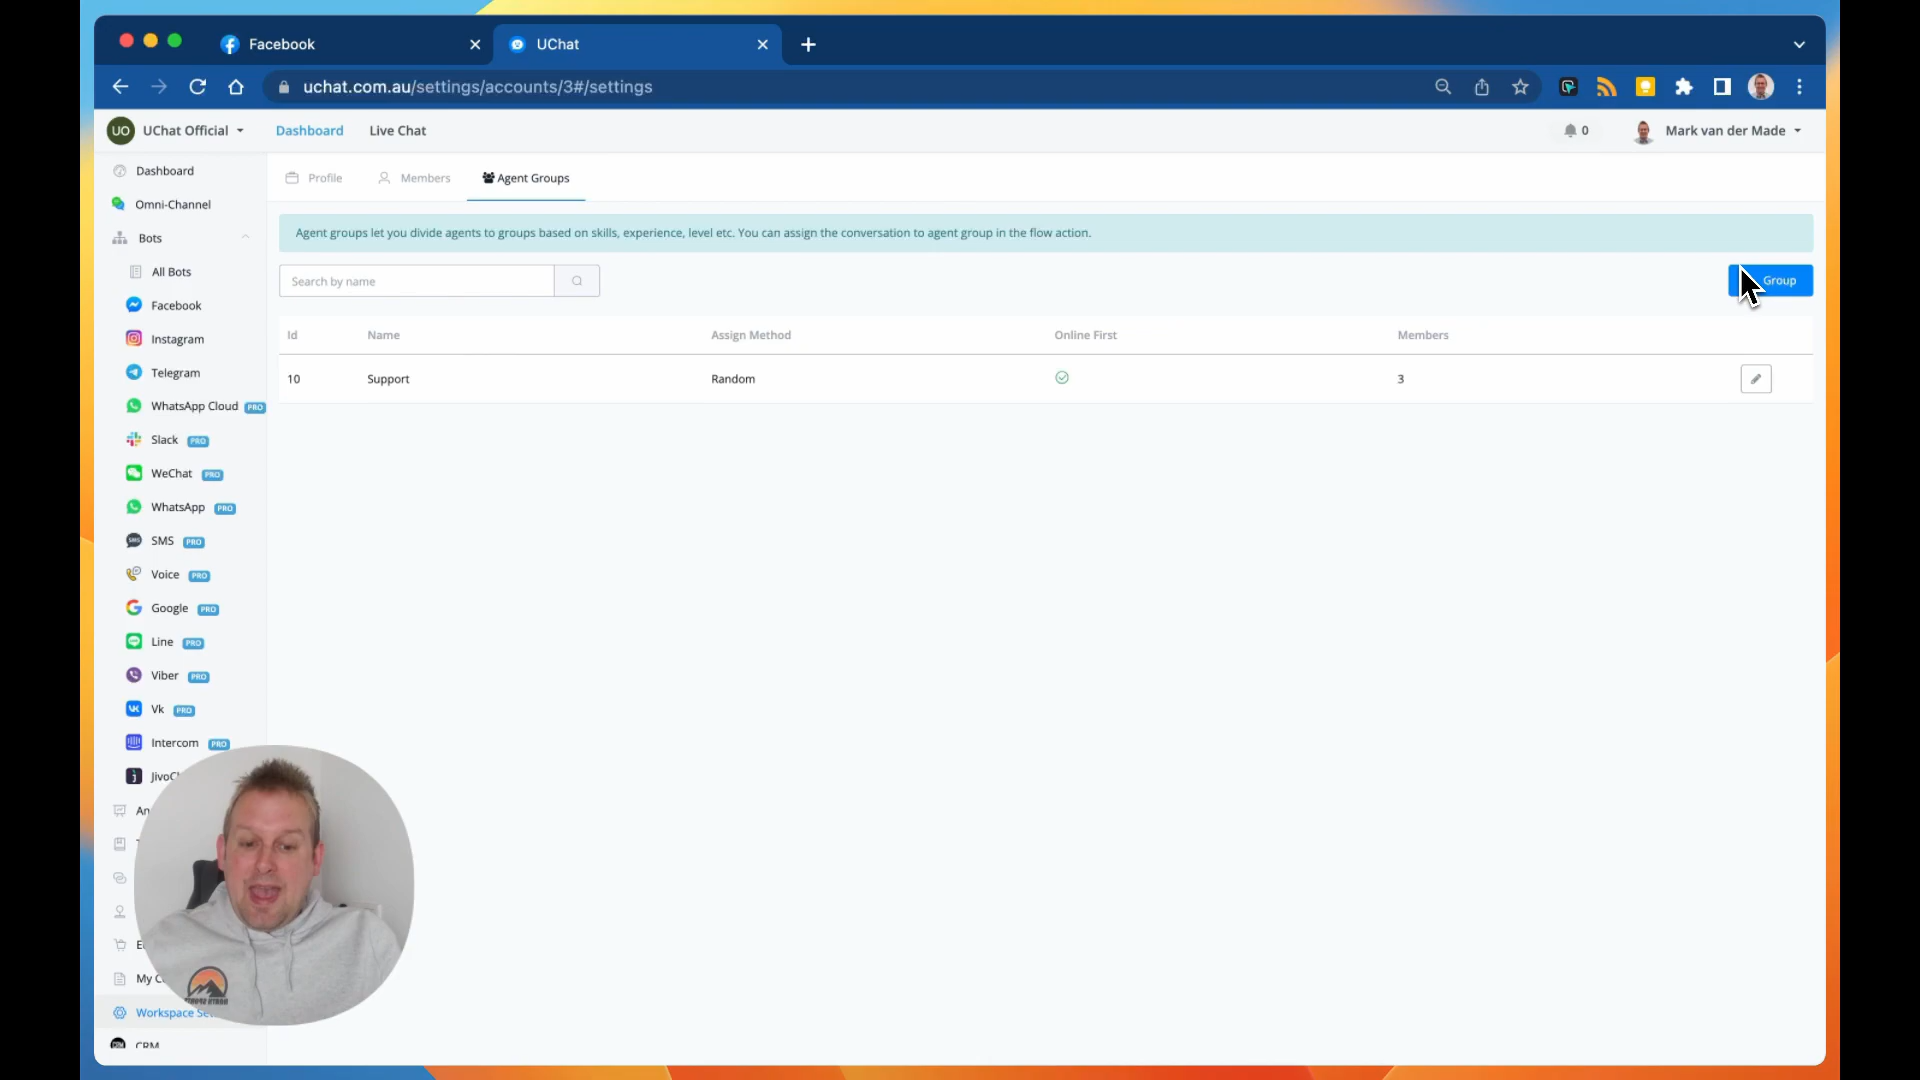 Facebook
UChat
uchat.com.au/settings/accounts/3#/settings
UO UChat Official
Dashboard
Live Chat
0
Mark van der Made
Dashboard
Omni-Channel
Bots
All Bots
Facebook
Instagram
Telegram
WhatsApp Cloud PRO
Slack PRO
WeChat PRO
WhatsApp PRO
SMS PRO
Voice PRO
Google PRO
Line PRO
Viber PRO
Vk PRO
Intercom PRO
Workspace
CRM
Profile
Members
Agent Groups
Agent groups let you divide agents to groups based on skills, experience, level etc. You can assign the conversation to agent group in the flow action.
Search by name
Group
Id Name Assign Method Online First Members
10 Support Random 3